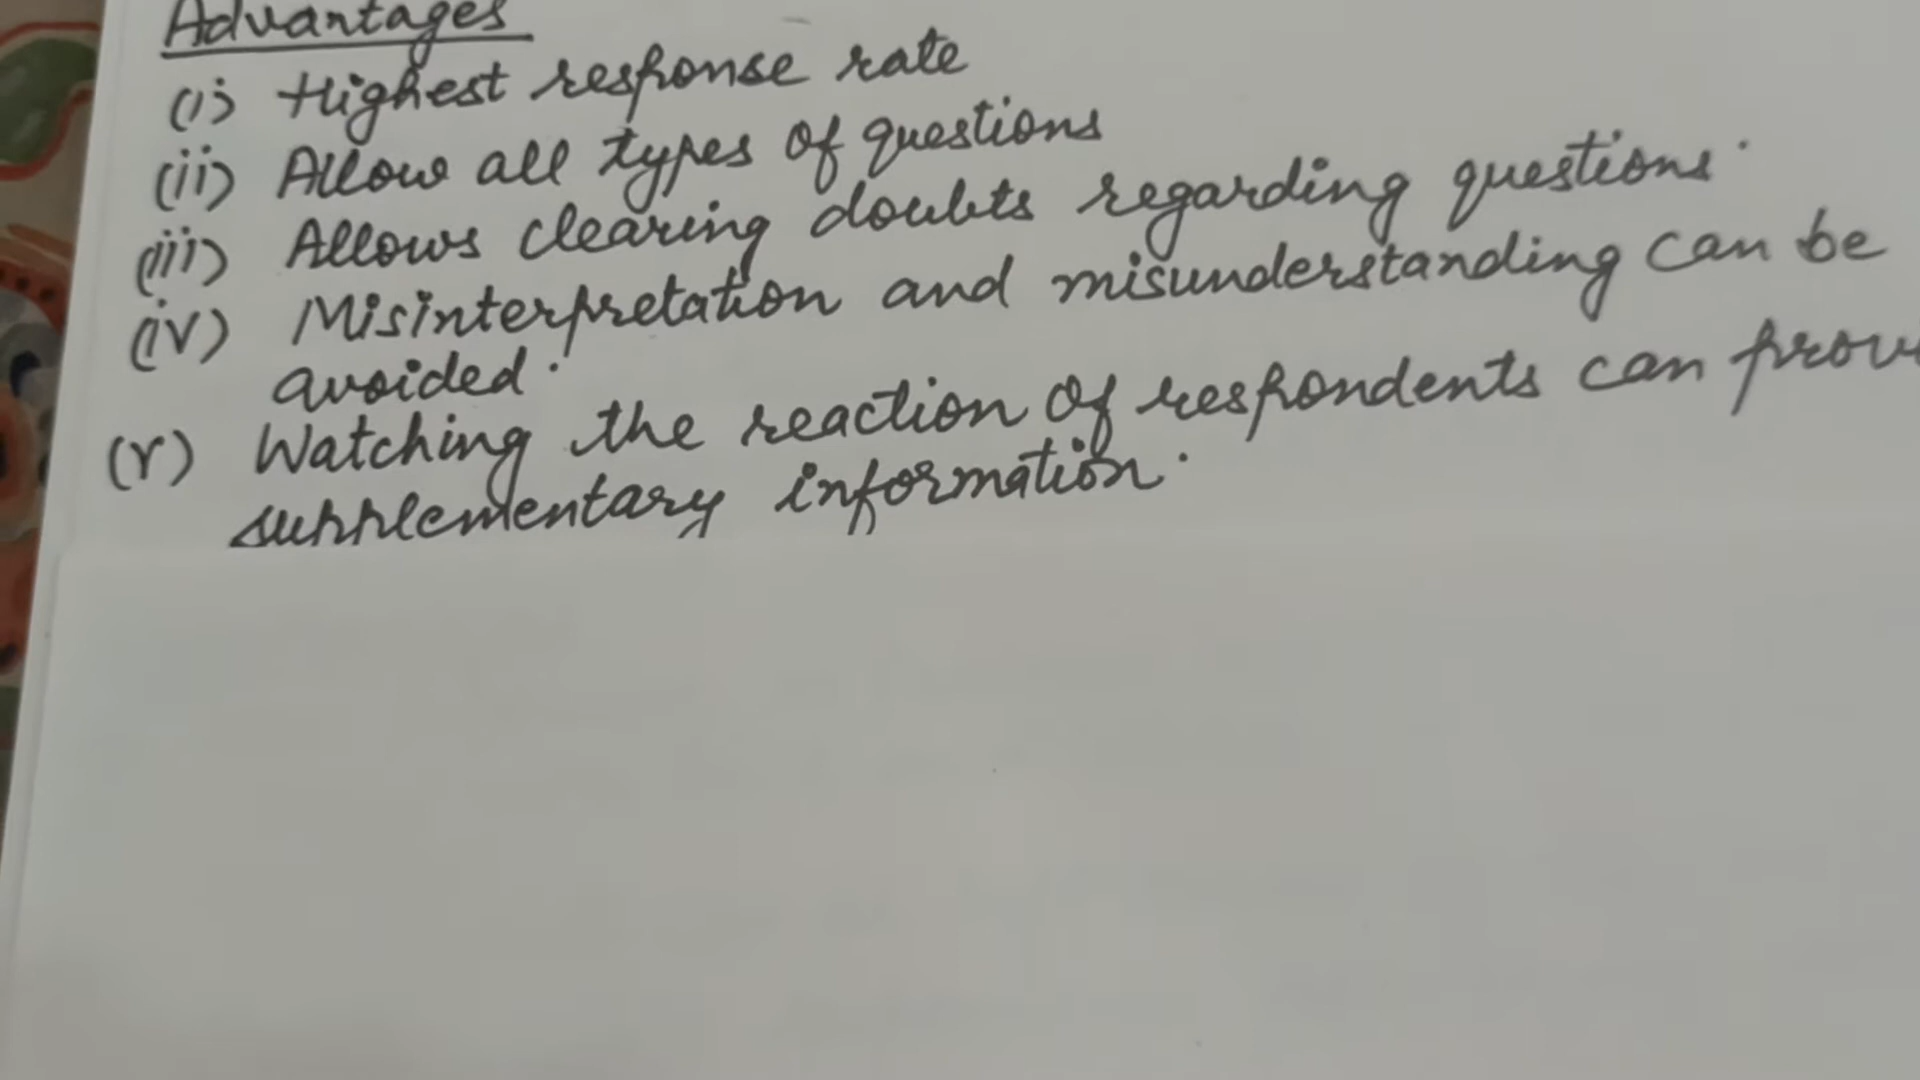 Advantages
(i) Highest response rate
(ii) Allow all types of questions
(iii) Allows clearing doubts regarding questions.
(iv) Misinterpretation and misunderstanding can be
avoided.
(v) Watching the reaction of respondents can prov
supplementary information.